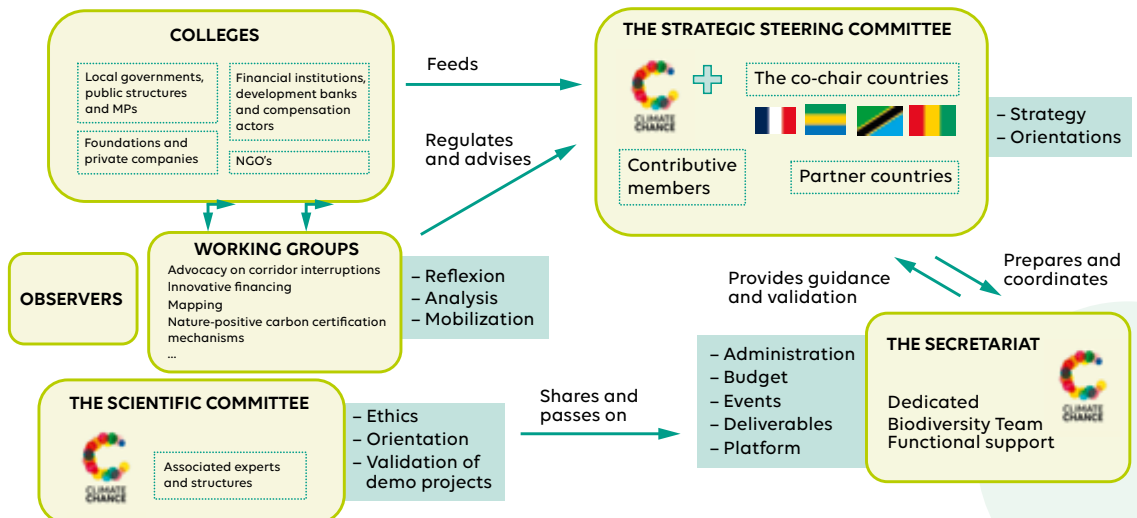 COLLEGES
Local governments,
public structures
and MPs
Financial institutions,
development banks
and compensation
actors
Foundations and
private companies
NGO's
Feeds
Regulates
and advises
THE STRATEGIC STEERING COMMITTEE
CLIMATE
CHANCE
The co-chair countries
Contributive
members
Partner countries
– Strategy
– Orientations
OBSERVERS
WORKING GROUPS
Advocacy on corridor interruptions
Innovative financing
Mapping
Nature-positive carbon certification
mechanisms
...
– Reflexion
– Analysis
– Mobilization
Provides guidance
and validation
Prepares and
coordinates
THE SCIENTIFIC COMMITTEE
CLIMATE
CHANCE
Associated experts
and structures
– Ethics
– Orientation
– Validation of
demo projects
Shares and
passes on
– Administration
– Budget
– Events
– Deliverables
– Platform
THE SECRETARIAT
Dedicated
Biodiversity Team
Functional support
CLIMATE
CHANCE